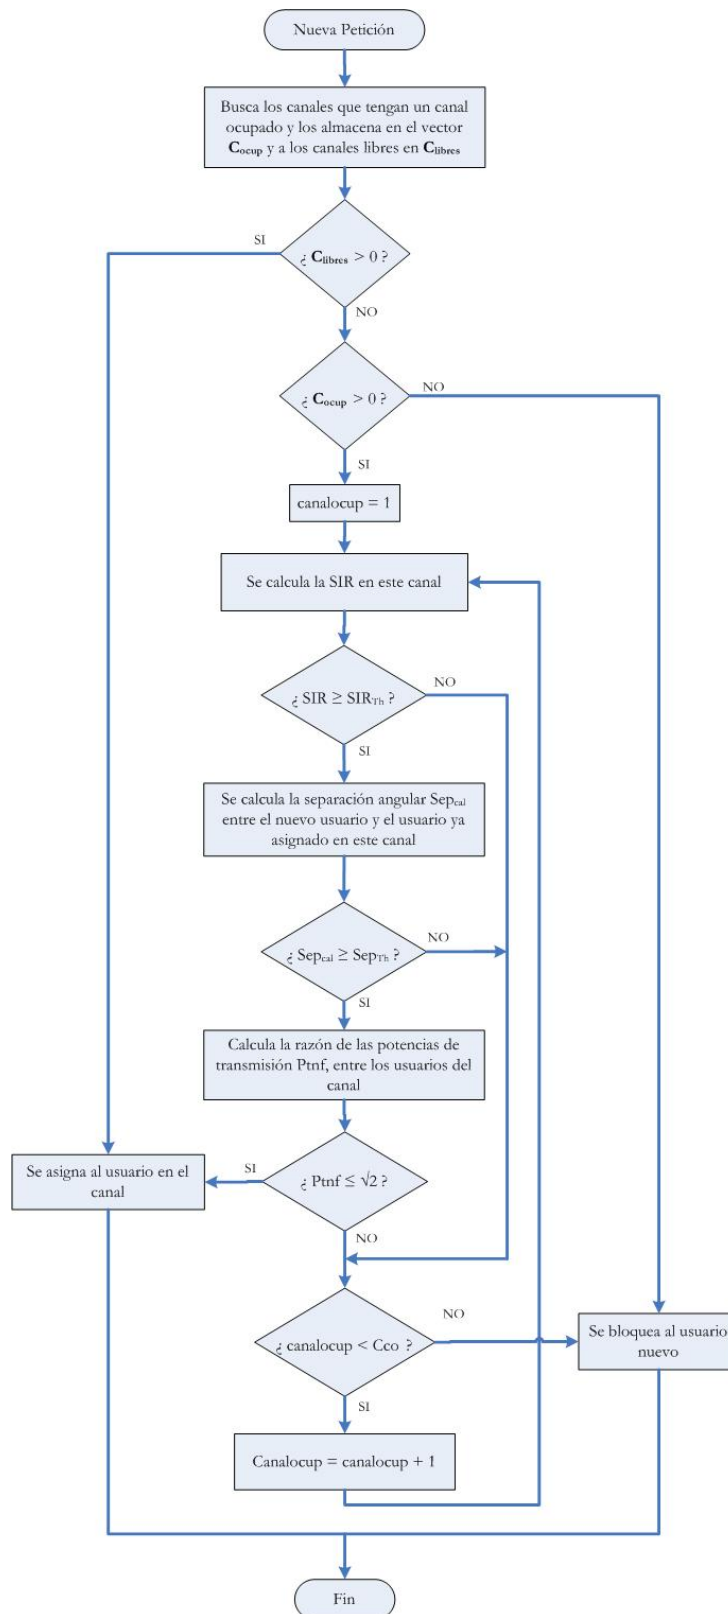 Nueva Petición
Busca los canales que tengan un canal
ocupado y los almacena en el vector
Cocup y a los canales libres en Clibres
SI
¿ Clibres > 0 ?
NO
¿ Cocup > 0 ?
NO
SI
canalocup = 1
Se calcula la SIR en este canal
¿ SIR ≥ SIRTh ?
NO
SI
Se calcula la separación angular Sepcal
entre el nuevo usuario y el usuario ya
asignado en este canal
¿ Sepcal ≥ SepTh ?
NO
SI
Calcula la razón de las potencias de
transmisión Ptnf, entre los usuarios del
canal
Se asigna al usuario en el
canal
SI
¿ Ptnf ≤ √2 ?
NO
¿ canalocup < Cco ?
NO
Se bloquea al usuario
nuevo
SI
Canalocup = canalocup + 1
Fin